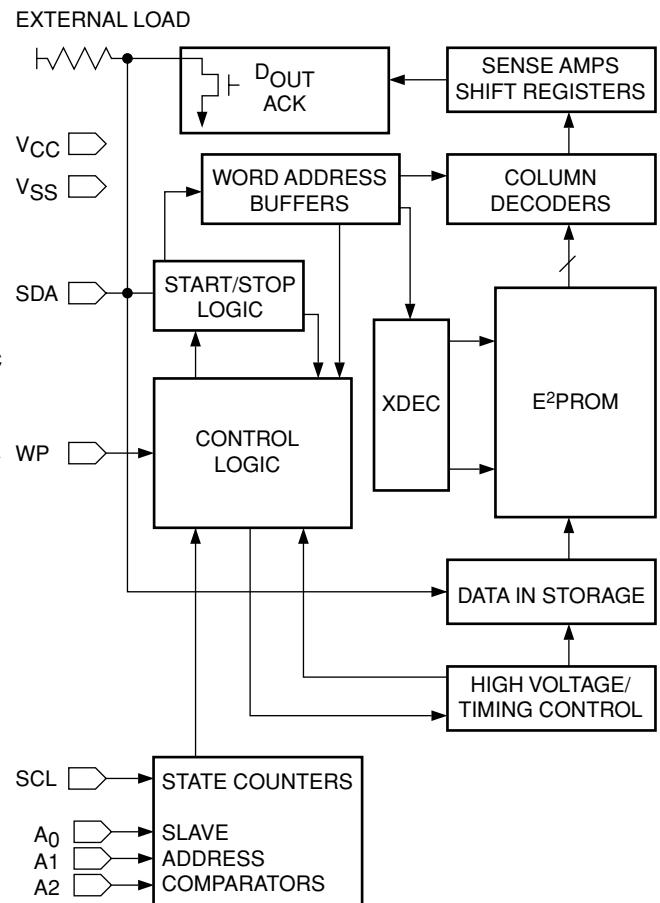 EXTERNAL LOAD
DOUT
ACK
SENSE AMPS
SHIFT REGISTERS
VCC
VSS
WORD ADDRESS
BUFFERS
COLUMN
DECODERS
SDA
START/STOP
LOGIC
XDEC
E²PROM
WP
CONTROL
LOGIC
DATA IN STORAGE
HIGH VOLTAGE/
TIMING CONTROL
SCL
STATE COUNTERS
A0
SLAVE
A1
ADDRESS
A2
COMPARATORS